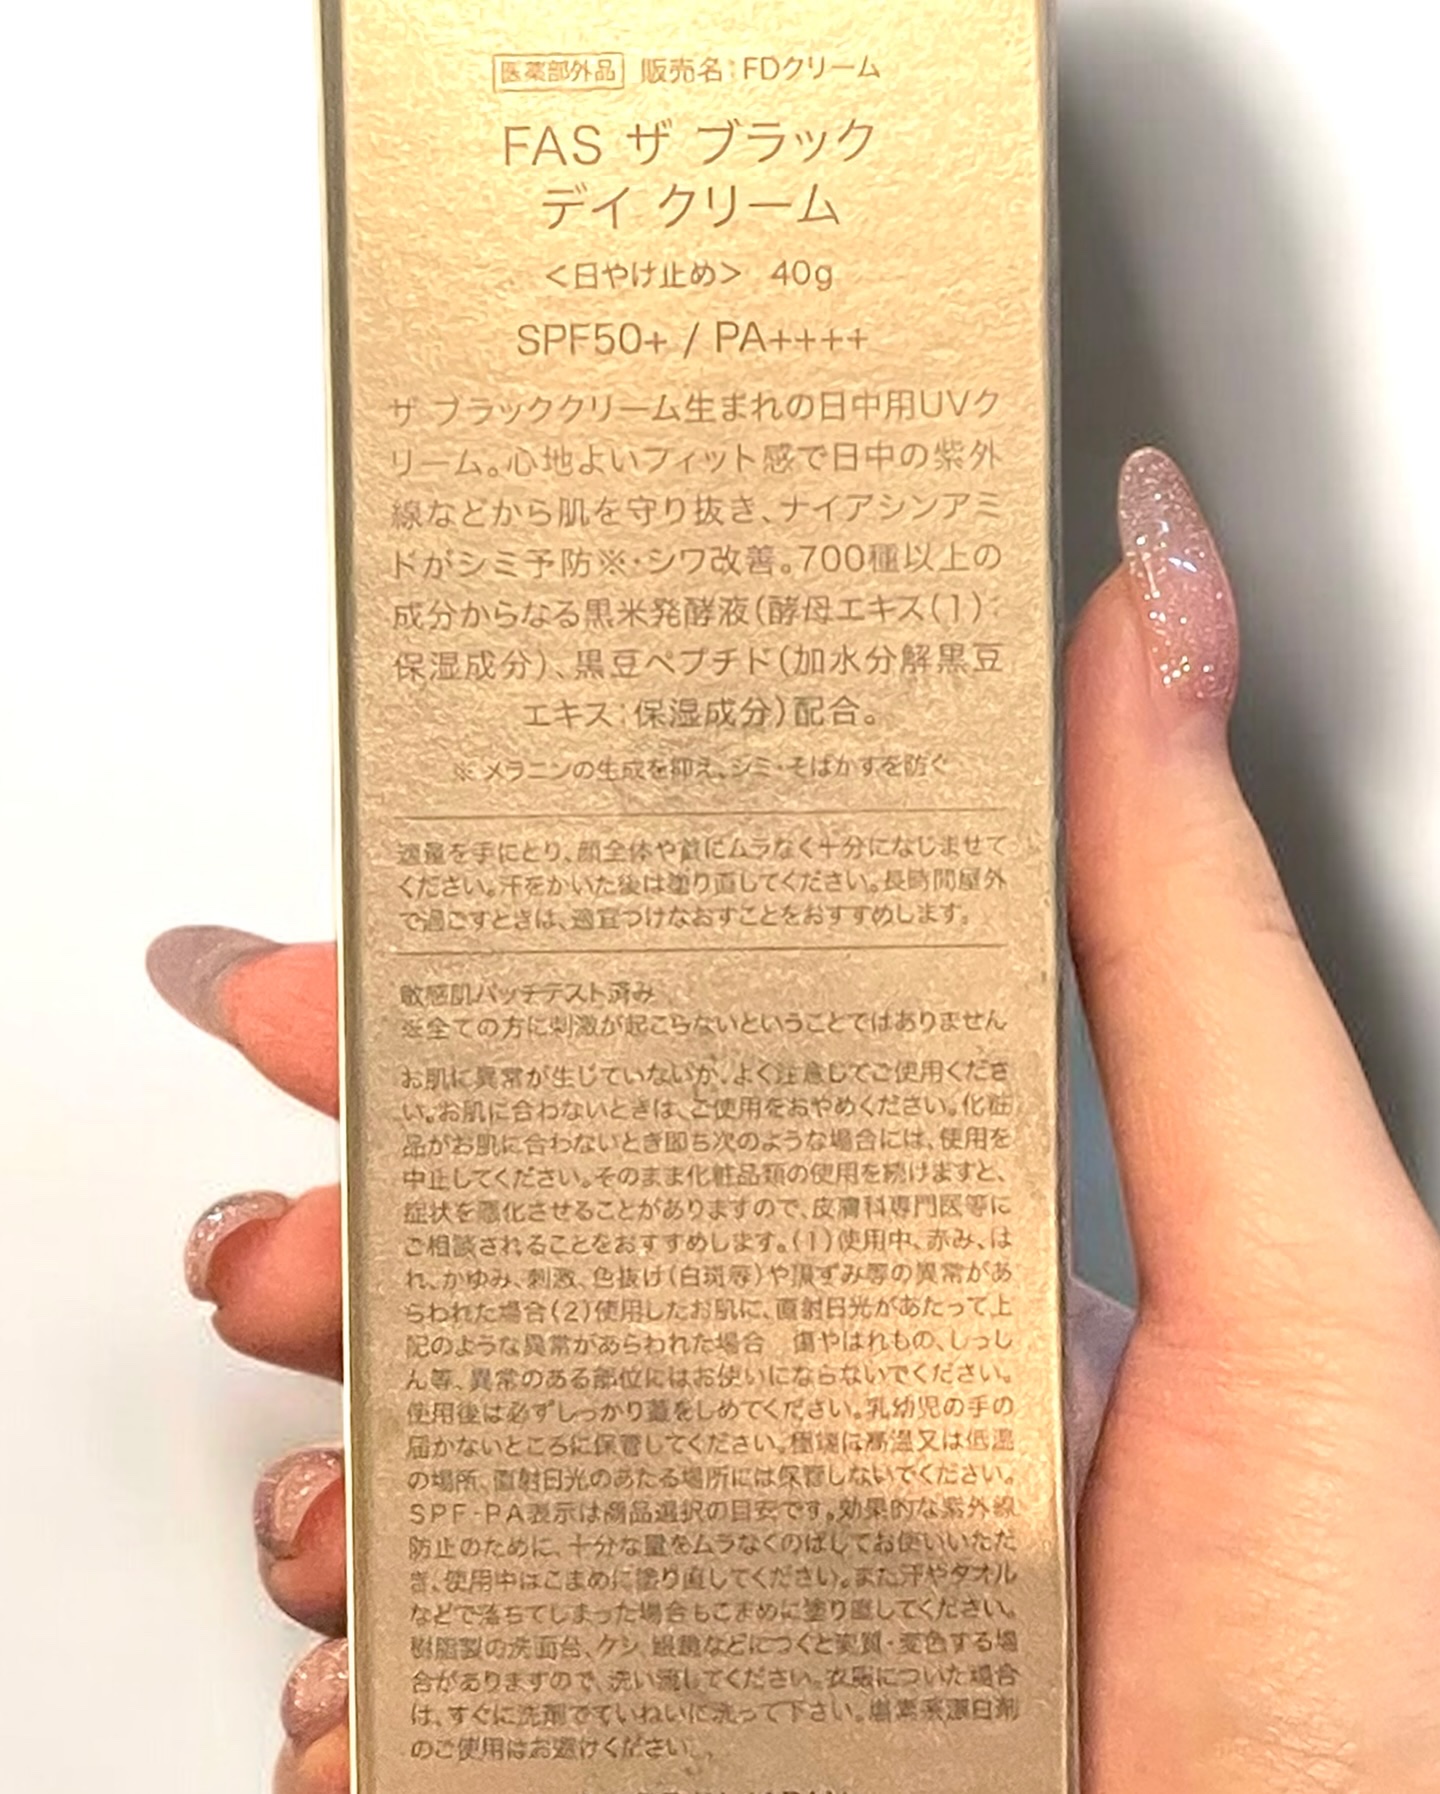 医薬部外品 販売名:FDクリーム
FAS ザ ブラック
デイ クリーム
＜日やけ止め＞ 40g
SPF50+ / PA++++
ザ ブラッククリーム生まれの日中用UVク
リーム。心地よいフィット感で日中の紫外
線などから肌を守り抜き、ナイアシンアミ
ドがシミ予防※・シワ改善。700種以上の
成分からなる黒米発酵液(酵母エキス(1):
保湿成分)、黒豆ペプチド(加水分解黒豆
エキス:保湿成分)配合。
※ メラニンの生成を抑え、シミ・そばかすを防ぐ
適量を手にとり、顔全体や首にムラなく十分になじませて
ください。汗をかいた後は塗り直してください。長時間屋外
で過ごすときは、適宜つけなおすことをおすすめします。
敏感肌パッチテスト済み
※全ての方に刺激が起こらないということではありません
お肌に異常が生じていないか、よく注意してご使用くださ
い。お肌に合わないときは、ご使用をおやめください。化粧
品がお肌に合わないとき即ち次のような場合には、使用を
中止してください。そのまま化粧品類の使用を続けますと、
症状を悪化させることがありますので、皮膚科専門医等に
ご相談されることをおすすめします。(1)使用中、赤み、は
れ、かゆみ、刺激、色抜け(白斑等)や黒ずみ等の異常があ
らわれた場合(2)使用したお肌に、直射日光があたって上
記のような異常があらわれた場合 傷やはれもの、しっし
ん等、異常のある部位にはお使いにならないでください。
使用後は必ずしっかり蓋をしめてください。乳幼児の手の
届かないところに保管してください。極端に高温又は低温
の場所、直射日光のあたる場所には保管しないでください。
SPF・PA表示は商品選択の目安です。効果的な紫外線
防止のために、十分な量をムラなくのばしてお使いいただ
き、使用中はこまめに塗り直してください。また汗やタオル
などで落ちてしまった場合もこまめに塗り直してください。
樹脂製の洗面台、クシ、眼鏡などにつくと変質・変色する場
合がありますので、洗い流してください。衣服についた場合
は、すぐに洗剤でていねいに洗って下さい。塩素系漂白剤
のご使用はお避けください。